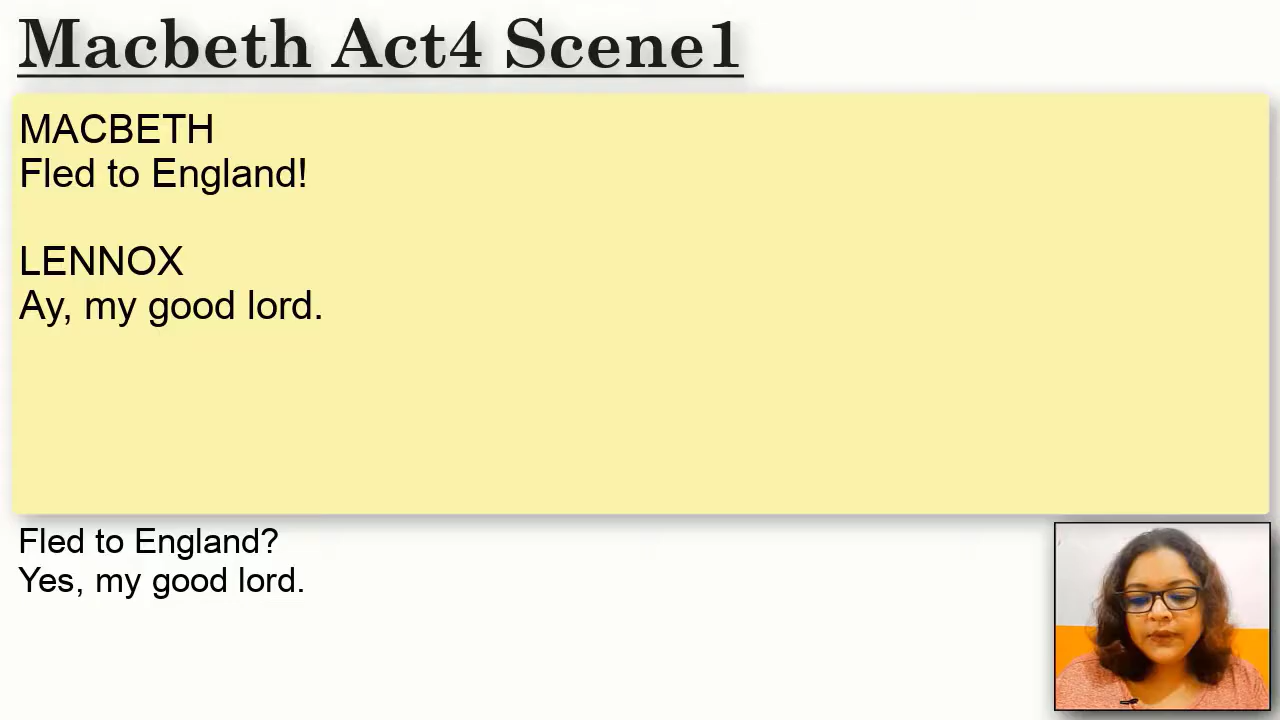 Macbeth Act4 Scene1
MACBETH
Fled to England!
LENNOX
Ay, my good lord.
Fled to England?
Yes, my good lord.